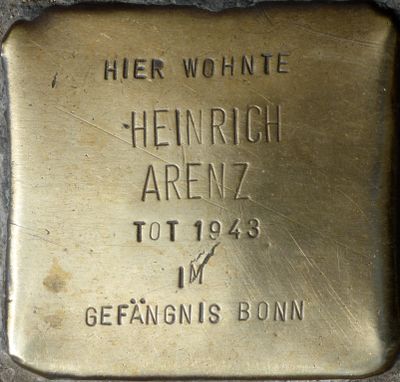 HIER WOHNTE
HEINRICH
ARENZ
TOT 1943
IM
GEFÄNGNIS BONN